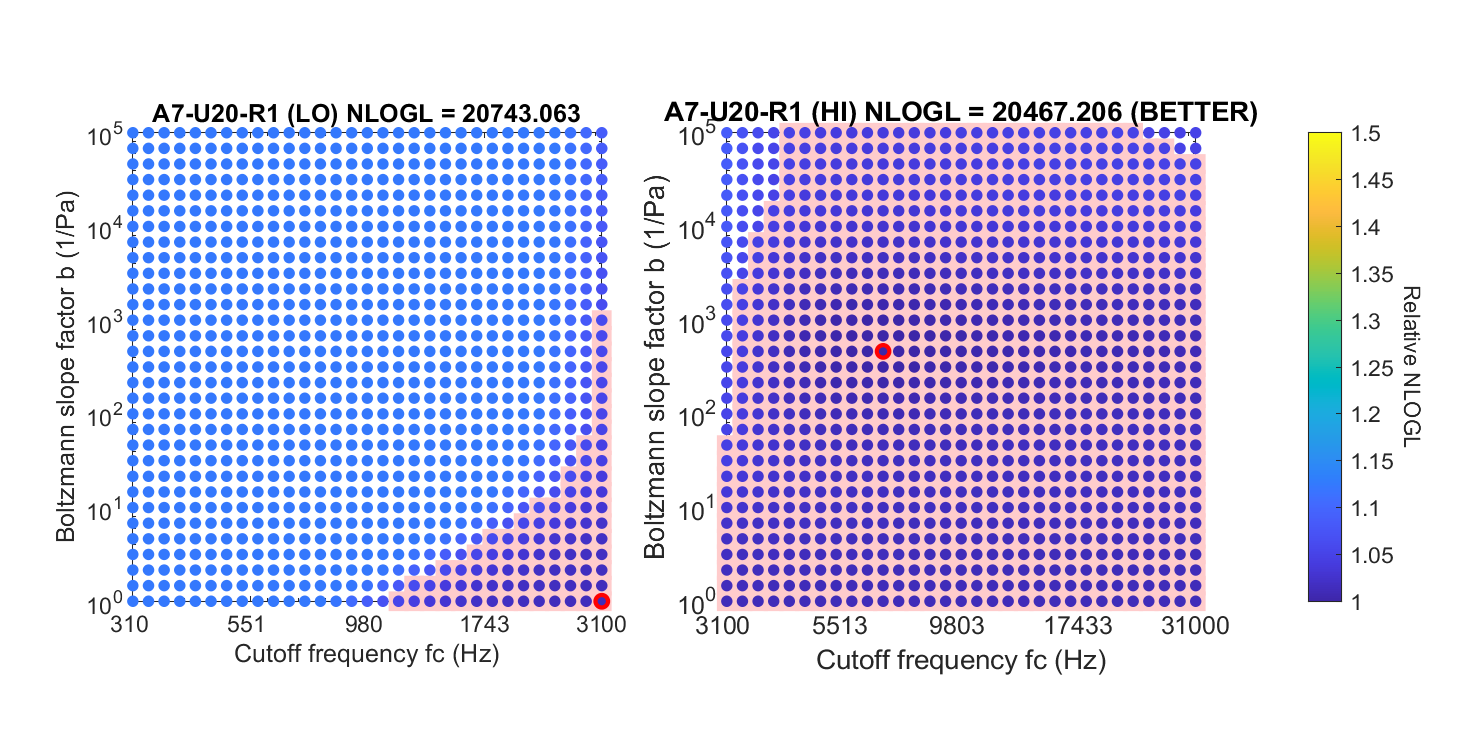 A7-U20-R1 (LO) NLOGL = 20743.063
10^5
10^4
10^3
10^2
10^1
10^0
Boltzmann slope factor b (1/Pa)
310 551 980 1743 3100
Cutoff frequency fc (Hz)
A7-U20-R1 (HI) NLOGL = 20467.206 (BETTER)
10^5
10^4
10^3
10^2
10^1
10^0
Boltzmann slope factor b (1/Pa)
3100 5513 9803 17433 31000
Cutoff frequency fc (Hz)
1.5
1.45
1.4
1.35
1.3
1.25
1.2
1.15
1.1
1.05
1
Relative NLOGL